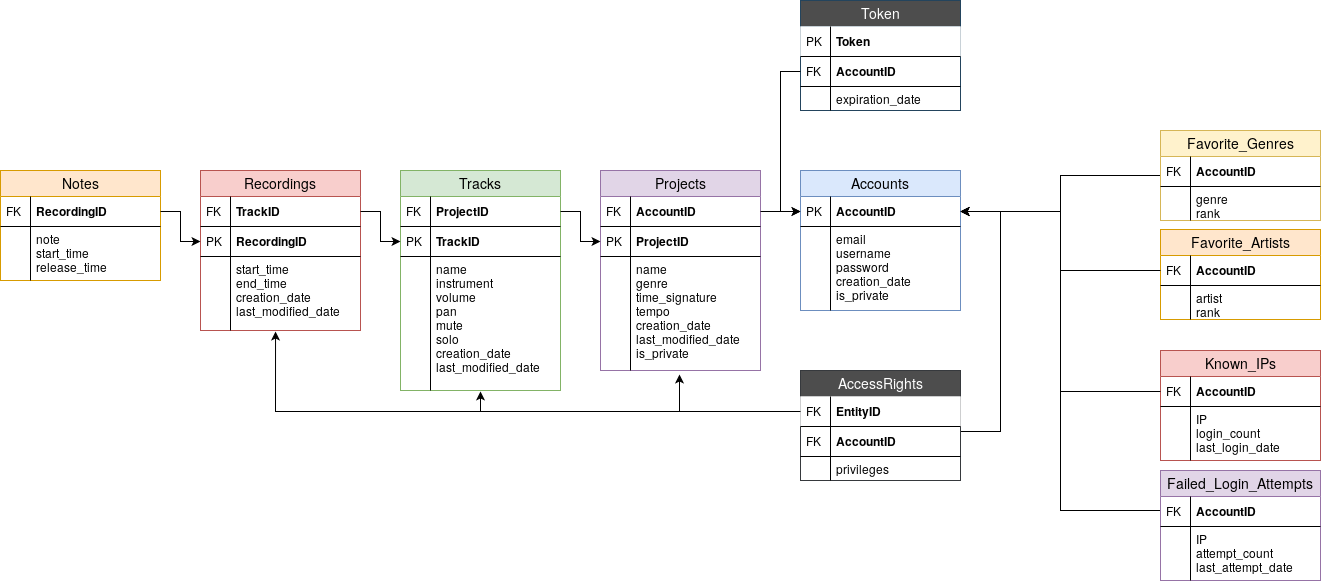 Token
PK Token
FK AccountID
expiration_date
Notes
FK RecordingID
note
start_time
release_time
Recordings
FK TrackID
PK RecordingID
start_time
end_time
creation_date
last_modified_date
Tracks
FK ProjectID
PK TrackID
name
instrument
volume
pan
mute
solo
creation_date
last_modified_date
Projects
FK AccountID
PK ProjectID
name
genre
time_signature
tempo
creation_date
last_modified_date
is_private
Accounts
PK AccountID
email
username
password
creation_date
is_private
AccessRights
FK EntityID
FK AccountID
privileges
Favorite_Genres
FK AccountID
genre
rank
Favorite_Artists
FK AccountID
artist
rank
Known_IPs
FK AccountID
IP
login_count
last_login_date
Failed_Login_Attempts
FK AccountID
IP
attempt_count
last_attempt_date